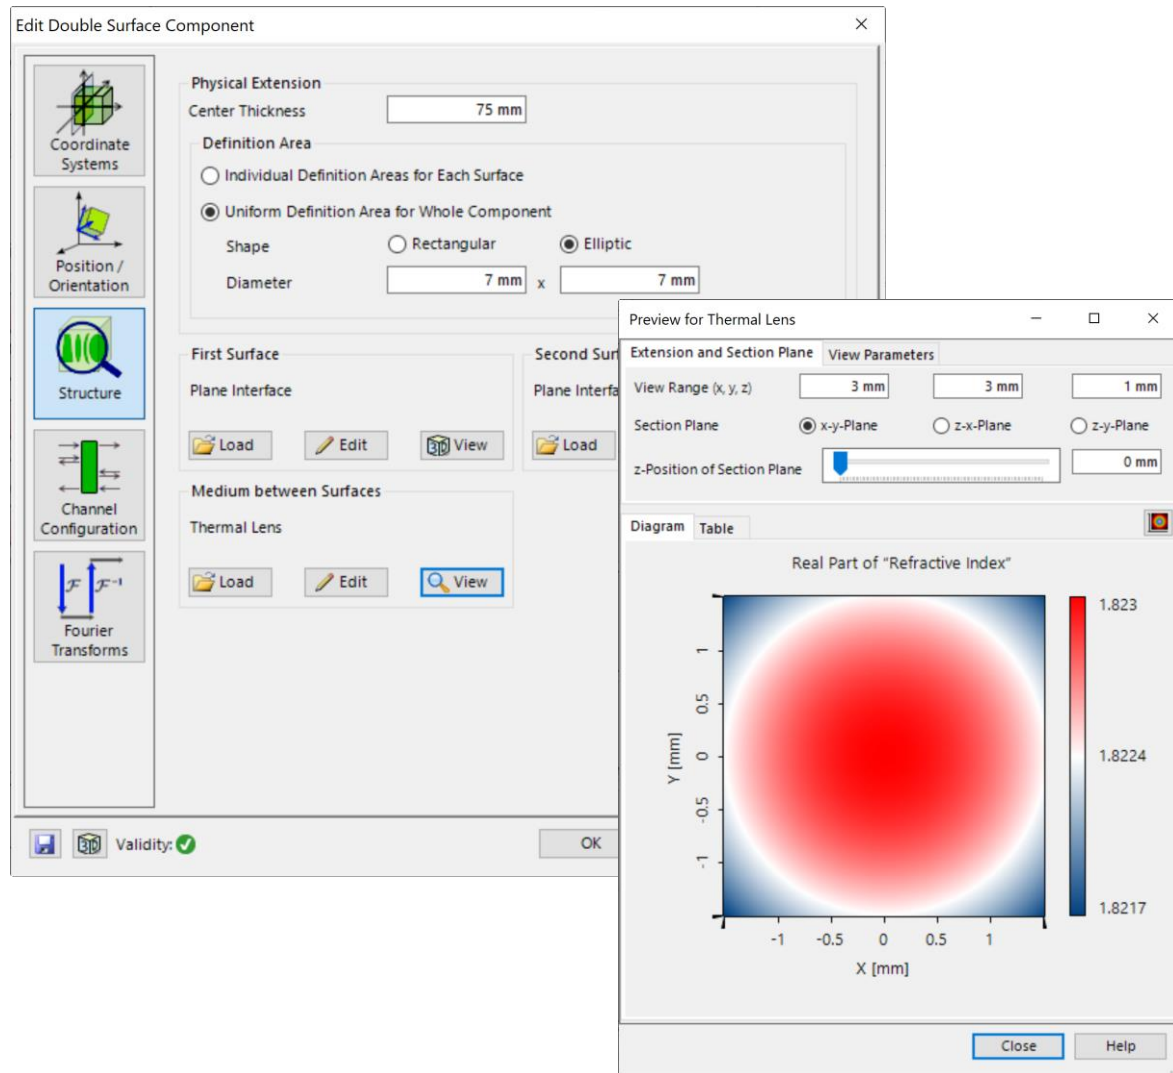 Edit Double Surface Component
Coordinate
Systems
Position /
Orientation
Structure
Channel
Configuration
Fourier
Transforms
Physical Extension
Center Thickness 75 mm
Definition Area
Individual Definition Areas for Each Surface
Uniform Definition Area for Whole Component
Shape Rectangular Elliptic
Diameter 7 mm x 7 mm
First Surface
Plane Interface
Load Edit 3D View
Second Surf
Plane Interfa
Load
Medium between Surfaces
Thermal Lens
Load Edit View
3D Validity:
OK
Preview for Thermal Lens
Extension and Section Plane View Parameters
View Range (x, y, z) 3 mm 3 mm 1 mm
Section Plane x-y-Plane z-x-Plane z-y-Plane
z-Position of Section Plane 0 mm
Diagram Table
Real Part of "Refractive Index"
1.823
1.8224
1.8217
Y [mm]
1
0.5
0
-0.5
-1
-1 -0.5 0 0.5 1
X [mm]
Close Help